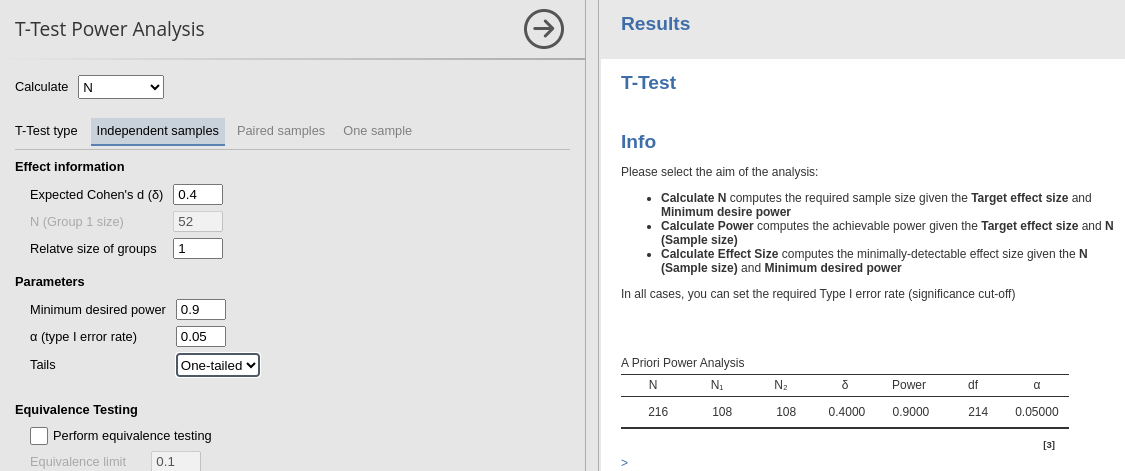 T-Test Power Analysis
Calculate N
T-Test type Independent samples Paired samples One sample
Effect information
Expected Cohen's d (δ) 0.4
N (Group 1 size) 52
Relatve size of groups 1
Parameters
Minimum desired power 0.9
α (type I error rate) 0.05
Tails One-tailed
Equivalence Testing
Perform equivalence testing
Equivalence limit 0.1
Results
T-Test
Info
Please select the aim of the analysis:
• Calculate N computes the required sample size given the Target effect size and
Minimum desire power
• Calculate Power computes the achievable power given the Target effect size and N
(Sample size)
• Calculate Effect Size computes the minimally-detectable effect size given the N
(Sample size) and Minimum desired power
In all cases, you can set the required Type I error rate (significance cut-off)
A Priori Power Analysis
N N₁ N₂ δ Power df α
216 108 108 0.4000 0.9000 214 0.05000
[3]
>